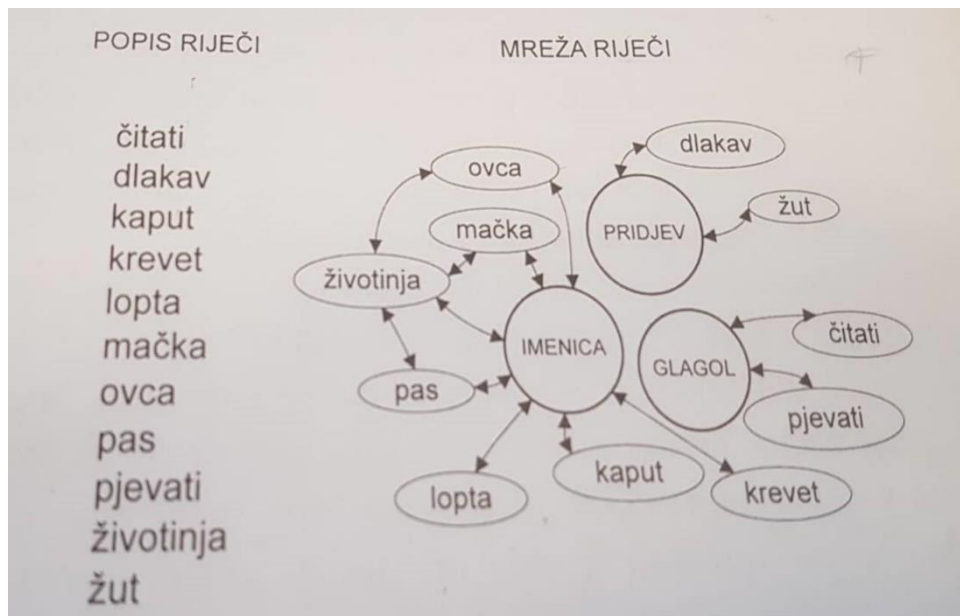 POPIS RIJEČI
MREŽA RIJEČI
čitati
dlakav
kaput
krevet
lopta
mačka
ovca
pas
pjevati
životinja
žut
dlakav
ovca
žut
mačka
PRIDJEV
životinja
čitati
IMENICA
GLAGOL
pas
pjevati
kaput
lopta
krevet